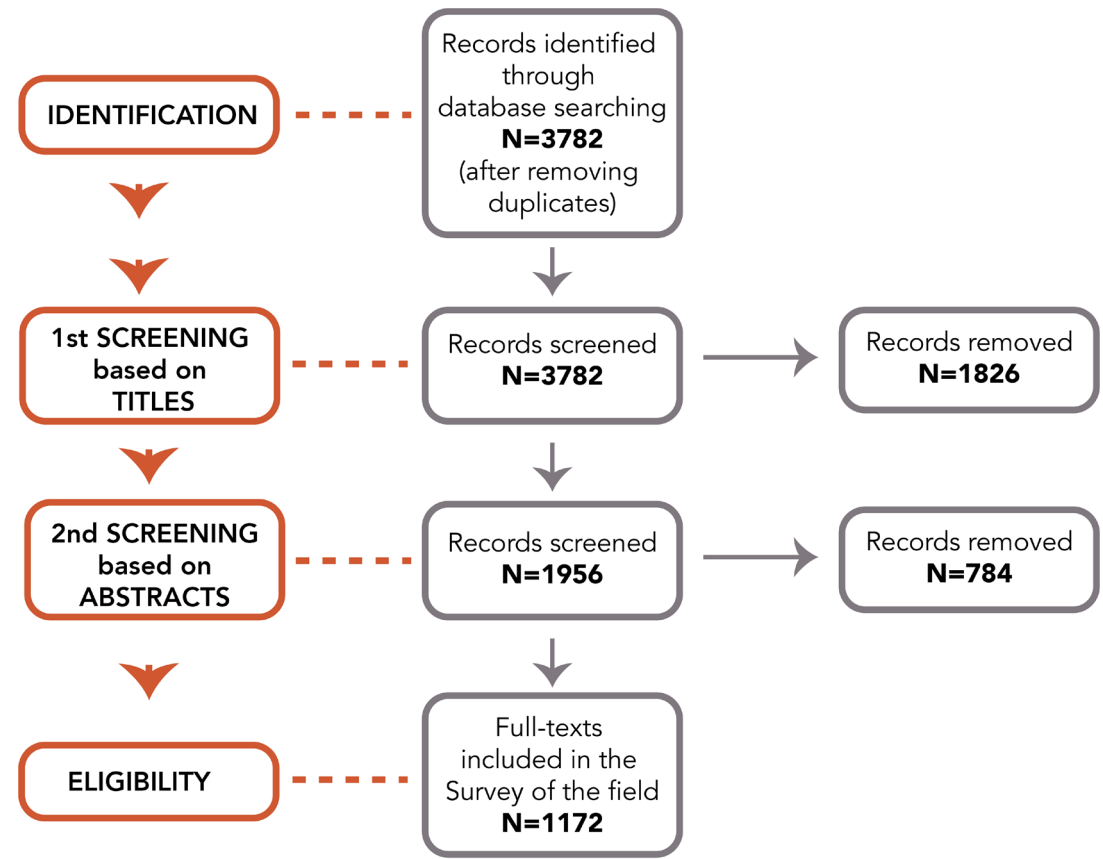 IDENTIFICATION
Records identified
through
database searching
N=3782
(after removing
duplicates)
1st SCREENING
based on
TITLES
Records screened
N=3782
Records removed
N=1826
2nd SCREENING
based on
ABSTRACTS
Records screened
N=1956
Records removed
N=784
ELIGIBILITY
Full-texts
included in the
Survey of the field
N=1172